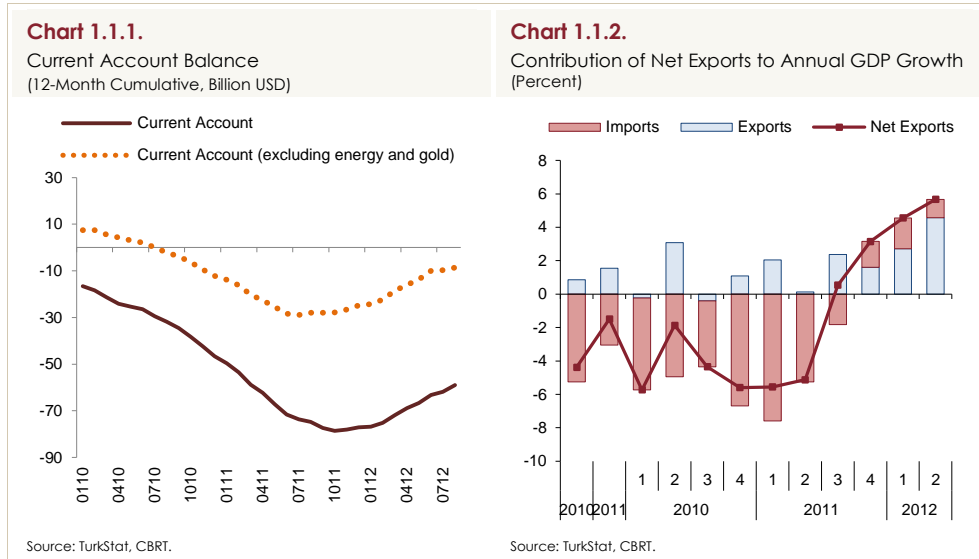 Chart 1.1.1.
Current Account Balance
(12-Month Cumulative, Billion USD)
Current Account
Current Account (excluding energy and gold)
30
10
-10
-30
-50
-70
-90
0110
0410
0710
1010
0111
0411
0711
1011
0112
0412
0712
Source: TurkStat, CBRT.
Chart 1.1.2.
Contribution of Net Exports to Annual GDP Growth
(Percent)
Imports Exports Net Exports
8
6
4
2
0
-2
-4
-6
-8
-10
1 2 3 4 1 2 3 4 1 2
2010 2011 2010 2011 2012
Source: TurkStat, CBRT.